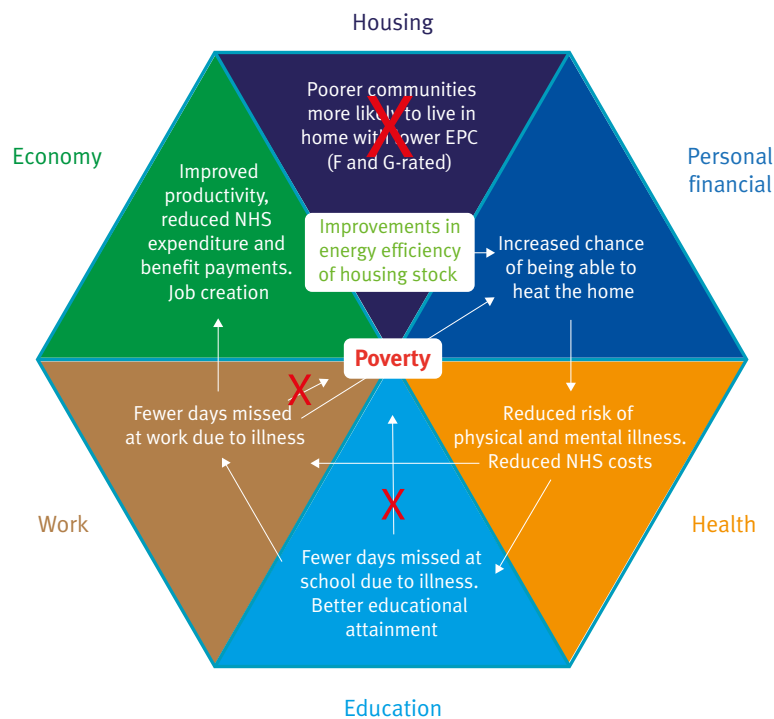 Housing
Poorer communities
more likely to live in
home with lower EPC
(F and G-rated)
Economy
Personal
financial
Improved
productivity,
reduced NHS
expenditure and
benefit payments.
Job creation
Improvements in
energy efficiency
of housing stock
Increased chance
of being able to
heat the home
Poverty
X
Fewer days missed
at work due to illness
Reduced risk of
physical and mental illness.
Reduced NHS costs
X
Work
Health
Fewer days missed at
school due to illness.
Better educational
attainment
Education